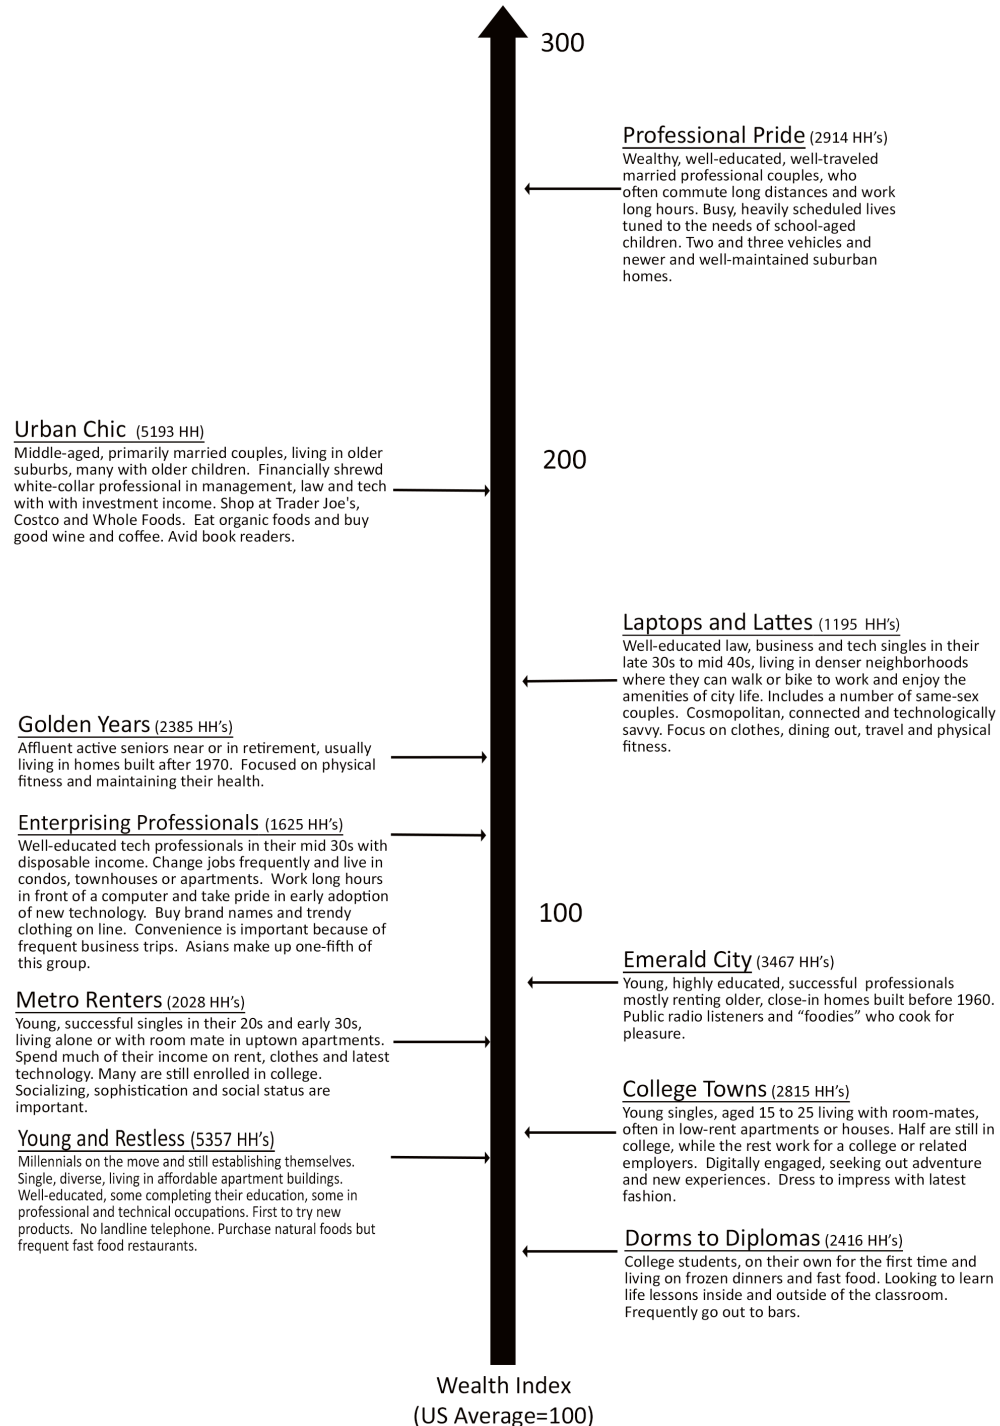 300
Professional Pride (2914 HH's)
Wealthy, well-educated, well-traveled
married professional couples, who
often commute long distances and work
long hours. Busy, heavily scheduled lives
tuned to the needs of school-aged
children. Two and three vehicles and
newer and well-maintained suburban
homes.
Urban Chic (5193 HH)
Middle-aged, primarily married couples, living in older
suburbs, many with older children. Financially shrewd
white-collar professional in management, law and tech
with with investment income. Shop at Trader Joe's,
Costco and Whole Foods. Eat organic foods and buy
good wine and coffee. Avid book readers.
200
Laptops and Lattes (1195 HH's)
Well-educated law, business and tech singles in their
late 30s to mid 40s, living in denser neighborhoods
where they can walk or bike to work and enjoy the
amenities of city life. Includes a number of same-sex
couples. Cosmopolitan, connected and technologically
savvy. Focus on clothes, dining out, travel and physical
fitness.
Golden Years (2385 HH's)
Affluent active seniors near or in retirement, usually
living in homes built after 1970. Focused on physical
fitness and maintaining their health.
Enterprising Professionals (1625 HH's)
Well-educated tech professionals in their mid 30s with
disposable income. Change jobs frequently and live in
condos, townhouses or apartments. Work long hours
in front of a computer and take pride in early adoption
of new technology. Buy brand names and trendy
clothing on line. Convenience is important because of
frequent business trips. Asians make up one-fifth of
this group.
100
Emerald City (3467 HH's)
Young, highly educated, successful professionals
mostly renting older, close-in homes built before 1960.
Public radio listeners and “foodies” who cook for
pleasure.
Metro Renters (2028 HH's)
Young, successful singles in their 20s and early 30s,
living alone or with room mate in uptown apartments.
Spend much of their income on rent, clothes and latest
technology. Many are still enrolled in college.
Socializing, sophistication and social status are
important.
College Towns (2815 HH's)
Young singles, aged 15 to 25 living with room-mates,
often in low-rent apartments or houses. Half are still in
college, while the rest work for a college or related
employers. Digitally engaged, seeking out adventure
and new experiences. Dress to impress with latest
fashion.
Young and Restless (5357 HH's)
Millennials on the move and still establishing themselves.
Single, diverse, living in affordable apartment buildings.
Well-educated, some completing their education, some in
professional and technical occupations. First to try new
products. No landline telephone. Purchase natural foods but
frequent fast food restaurants.
Dorms to Diplomas (2416 HH's)
College students, on their own for the first time and
living on frozen dinners and fast food. Looking to learn
life lessons inside and outside of the classroom.
Frequently go out to bars.
Wealth Index
(US Average=100)